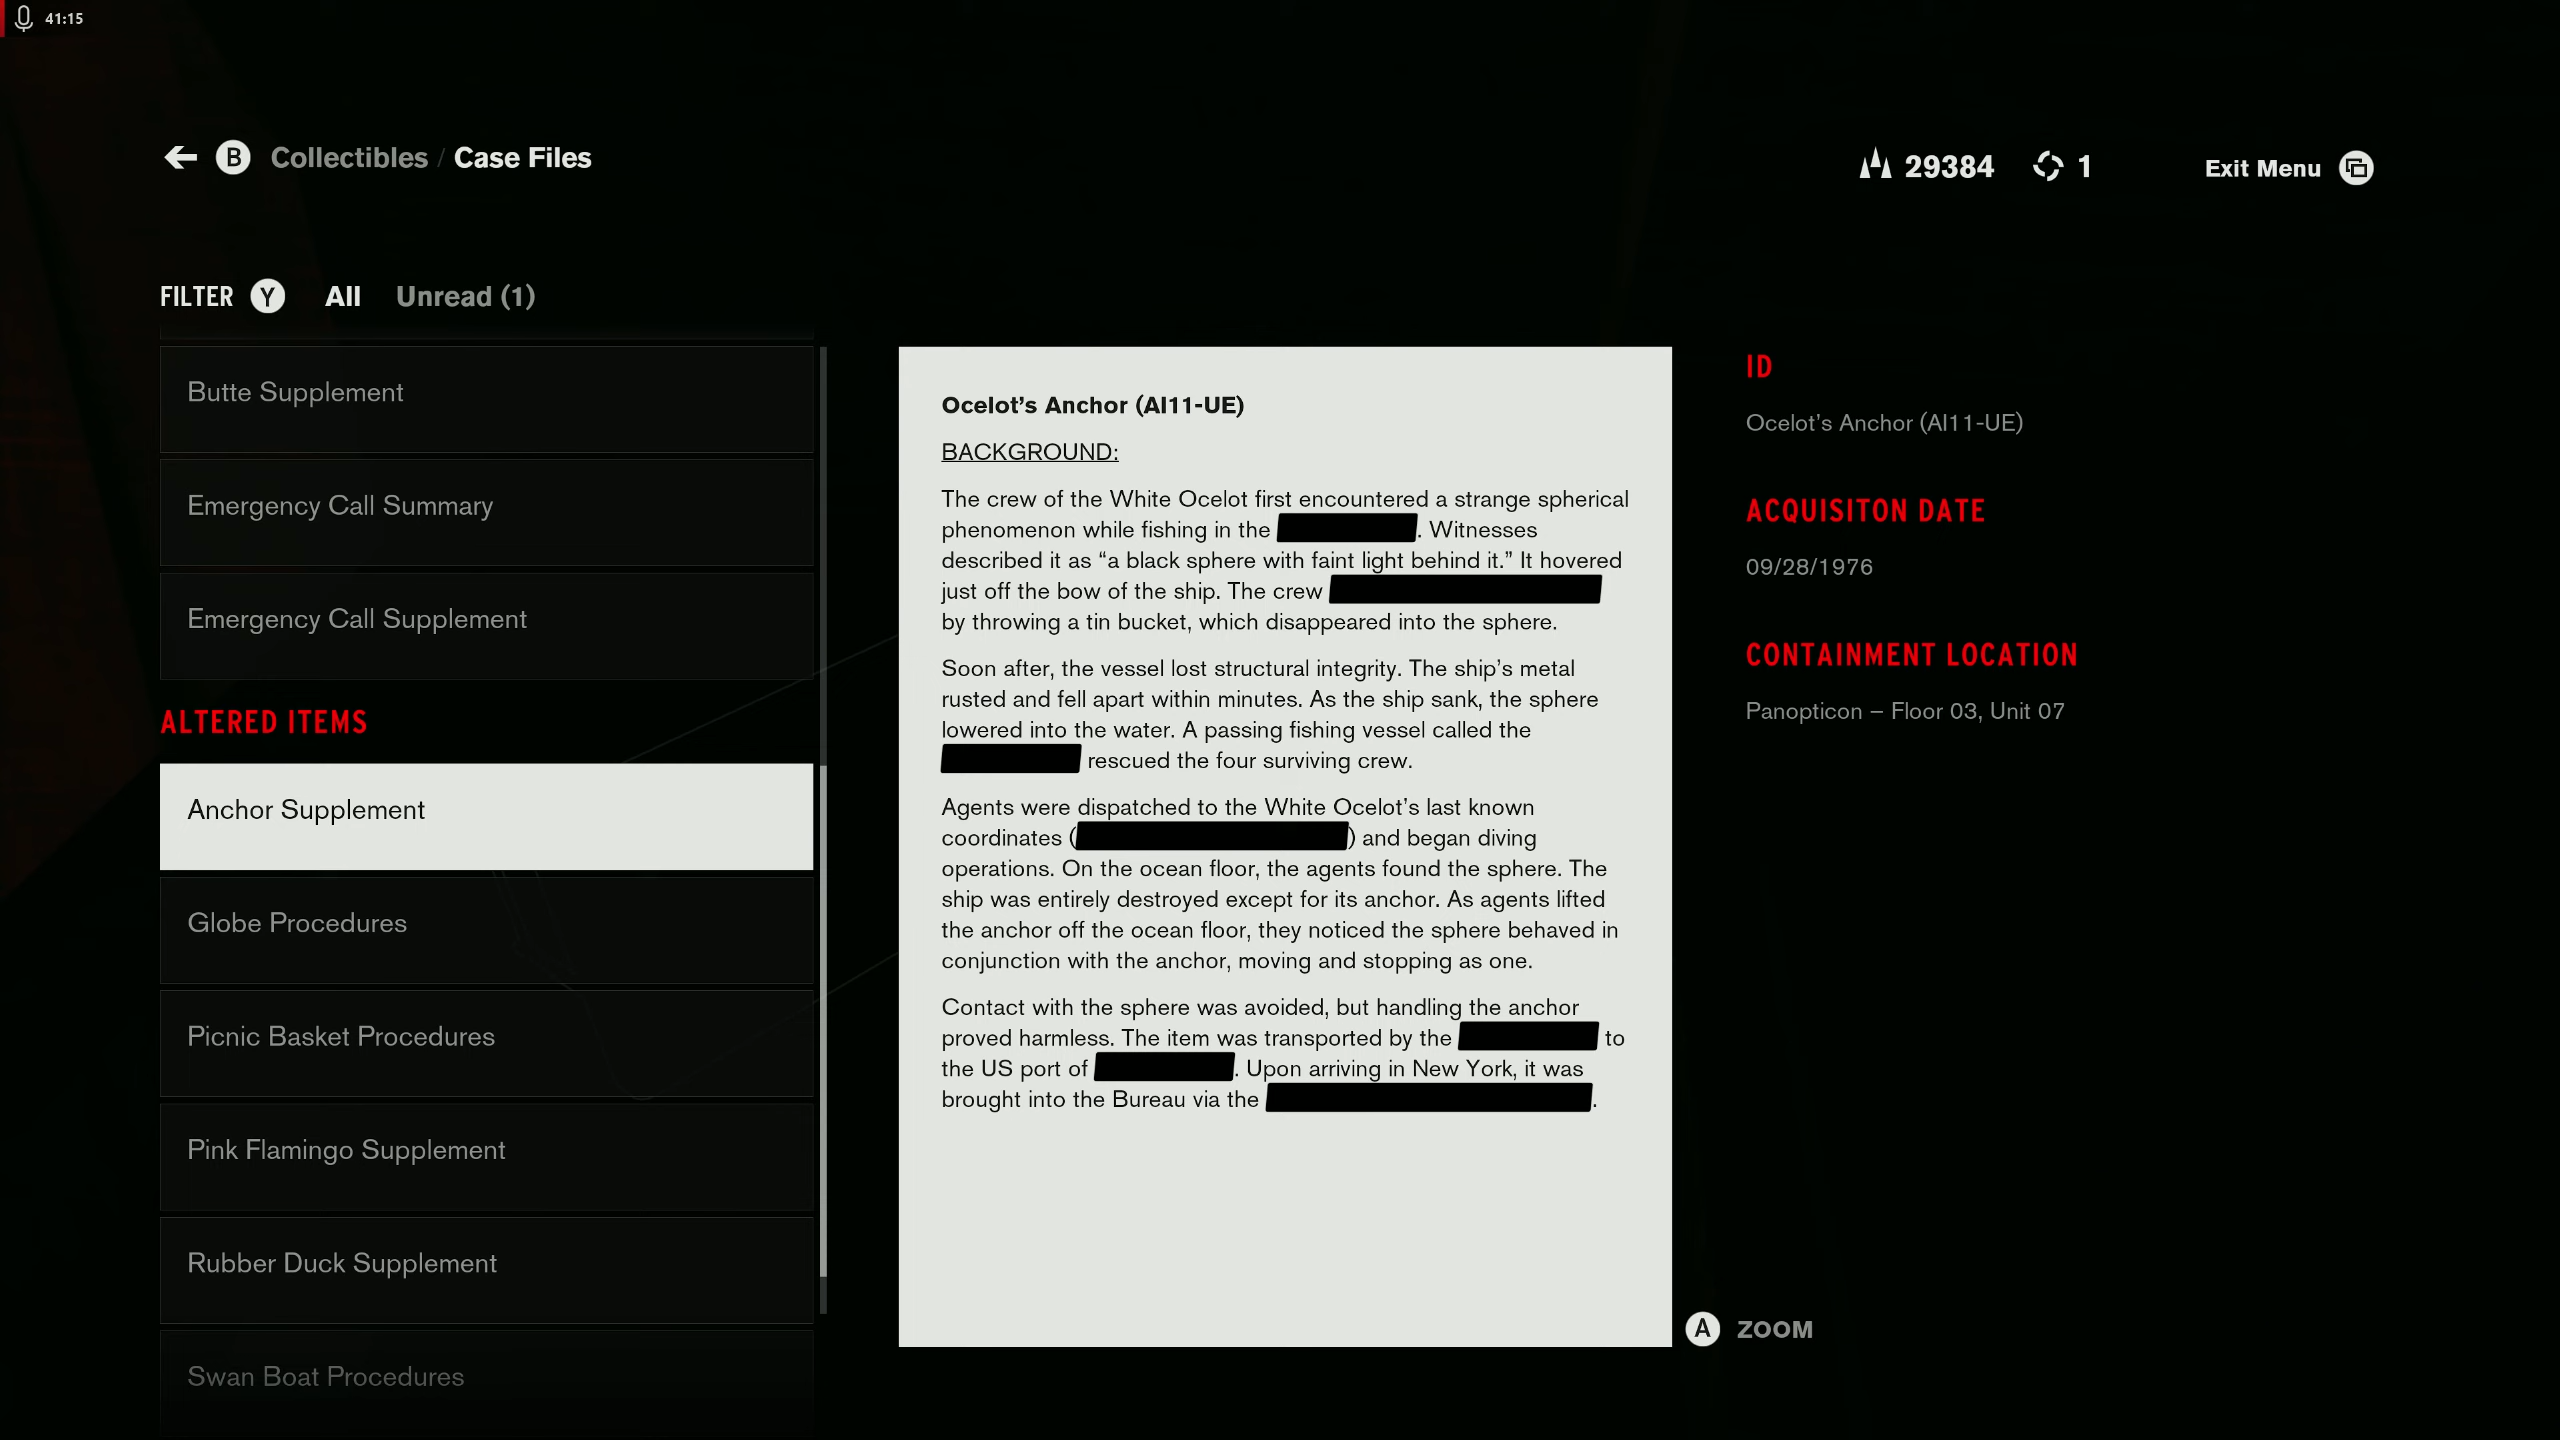 41:15
B Collectibles / Case Files
29384 1 Exit Menu
FILTER Y All Unread (1)
Butte Supplement
Emergency Call Summary
Emergency Call Supplement
ALTERED ITEMS
Anchor Supplement
Globe Procedures
Picnic Basket Procedures
Pink Flamingo Supplement
Rubber Duck Supplement
Swan Boat Procedures
Ocelot’s Anchor (AI11-UE)
BACKGROUND:
The crew of the White Ocelot first encountered a strange spherical
phenomenon while fishing in the . Witnesses
described it as “a black sphere with faint light behind it.” It hovered
just off the bow of the ship. The crew
by throwing a tin bucket, which disappeared into the sphere.
Soon after, the vessel lost structural integrity. The ship’s metal
rusted and fell apart within minutes. As the ship sank, the sphere
lowered into the water. A passing fishing vessel called the
rescued the four surviving crew.
Agents were dispatched to the White Ocelot’s last known
coordinates ( ) and began diving
operations. On the ocean floor, the agents found the sphere. The
ship was entirely destroyed except for its anchor. As agents lifted
the anchor off the ocean floor, they noticed the sphere behaved in
conjunction with the anchor, moving and stopping as one.
Contact with the sphere was avoided, but handling the anchor
proved harmless. The item was transported by the to
the US port of . Upon arriving in New York, it was
brought into the Bureau via the .
A ZOOM
ID
Ocelot’s Anchor (AI11-UE)
ACQUISITON DATE
09/28/1976
CONTAINMENT LOCATION
Panopticon – Floor 03, Unit 07